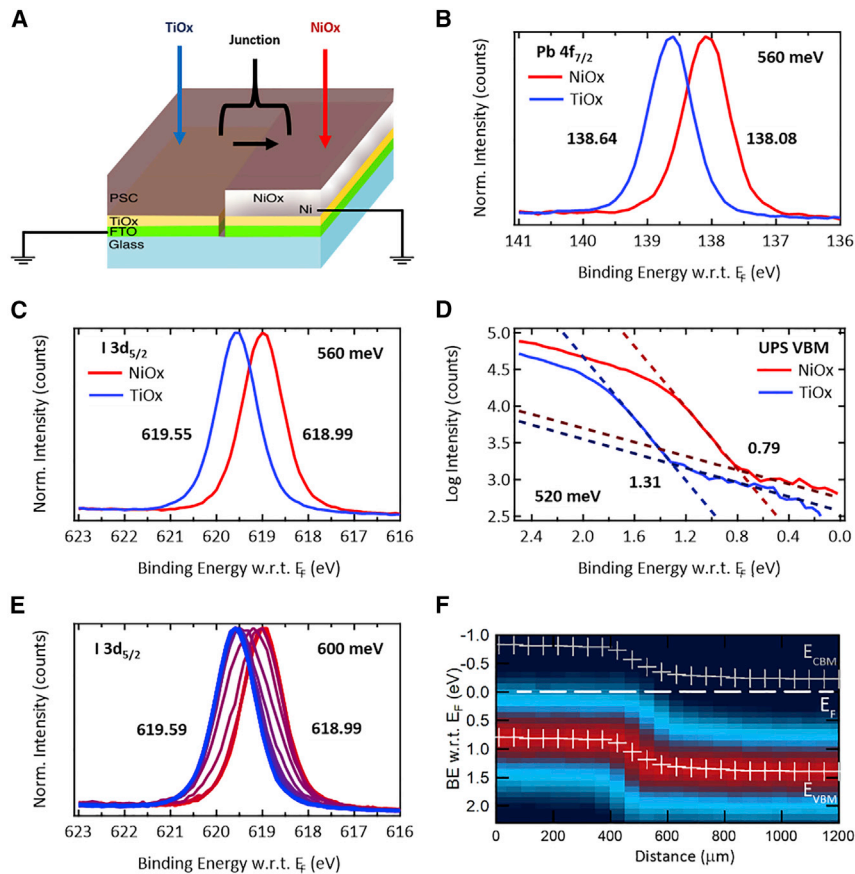 A
TiOx
NiOx
Junction
PSC
NiOx
Ni
TiOx
FTO
Glass
B
Pb 4f7/2
560 meV
NiOx
TiOx
138.64
138.08
Norm. Intensity (counts)
141 140 139 138 137 136
Binding Energy w.r.t. EF (eV)
C
I 3d5/2
560 meV
NiOx
TiOx
619.55
618.99
Norm. Intensity (counts)
623 622 621 620 619 618 617 616
Binding Energy w.r.t. EF (eV)
D
UPS VBM
NiOx
TiOx
0.79
1.31
520 meV
Log Intensity (counts)
5.0
4.5
4.0
3.5
3.0
2.5
2.4 2.0 1.6 1.2 0.8 0.4 0.0
Binding Energy w.r.t. EF (eV)
E
I 3d5/2
600 meV
619.59
618.99
Norm. Intensity (counts)
623 622 621 620 619 618 617 616
Binding Energy w.r.t. EF (eV)
F
BE w.r.t. EF (eV)
-1.0
-0.5
0.0
0.5
1.0
1.5
2.0
ECBM
EF
EVBM
0 200 400 600 800 1000 1200
Distance (μm)